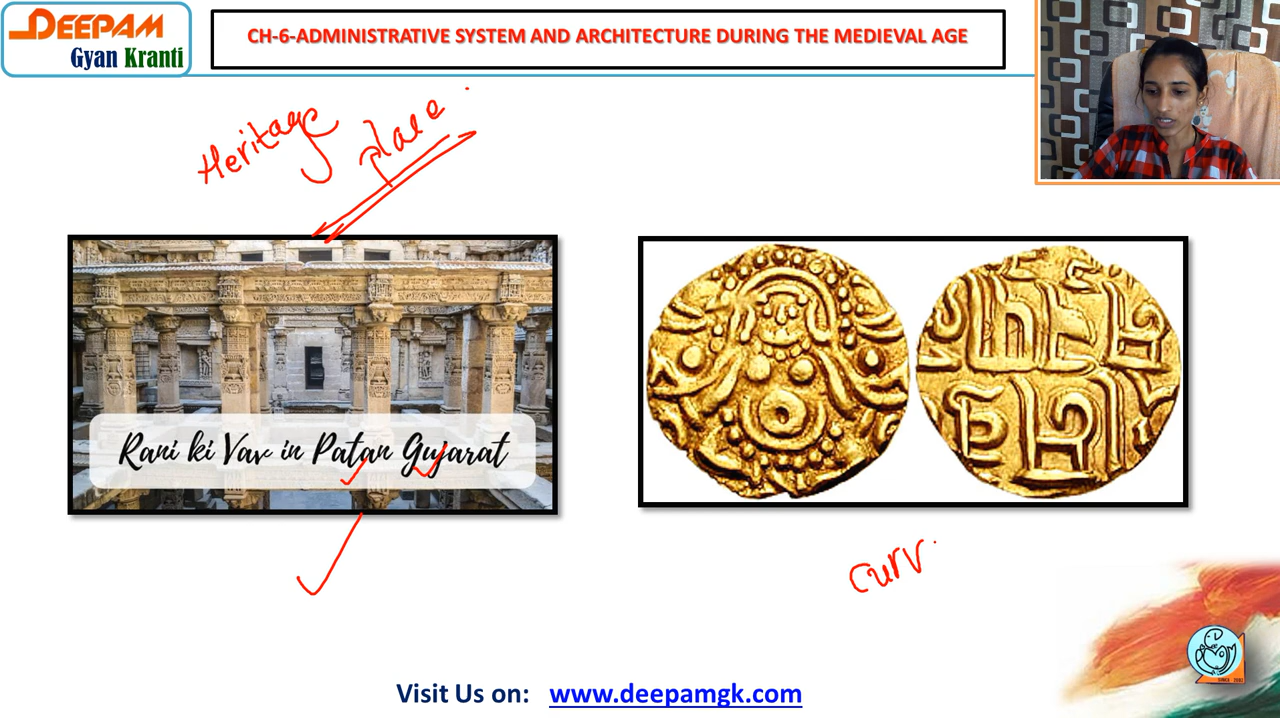 DEEPAM
Gyan Kranti
CH-6-ADMINISTRATIVE SYSTEM AND ARCHITECTURE DURING THE MEDIEVAL AGE
Heritage place
Rani ki Vav in Patan Gujarat
curr
Visit Us on: www.deepamgk.com